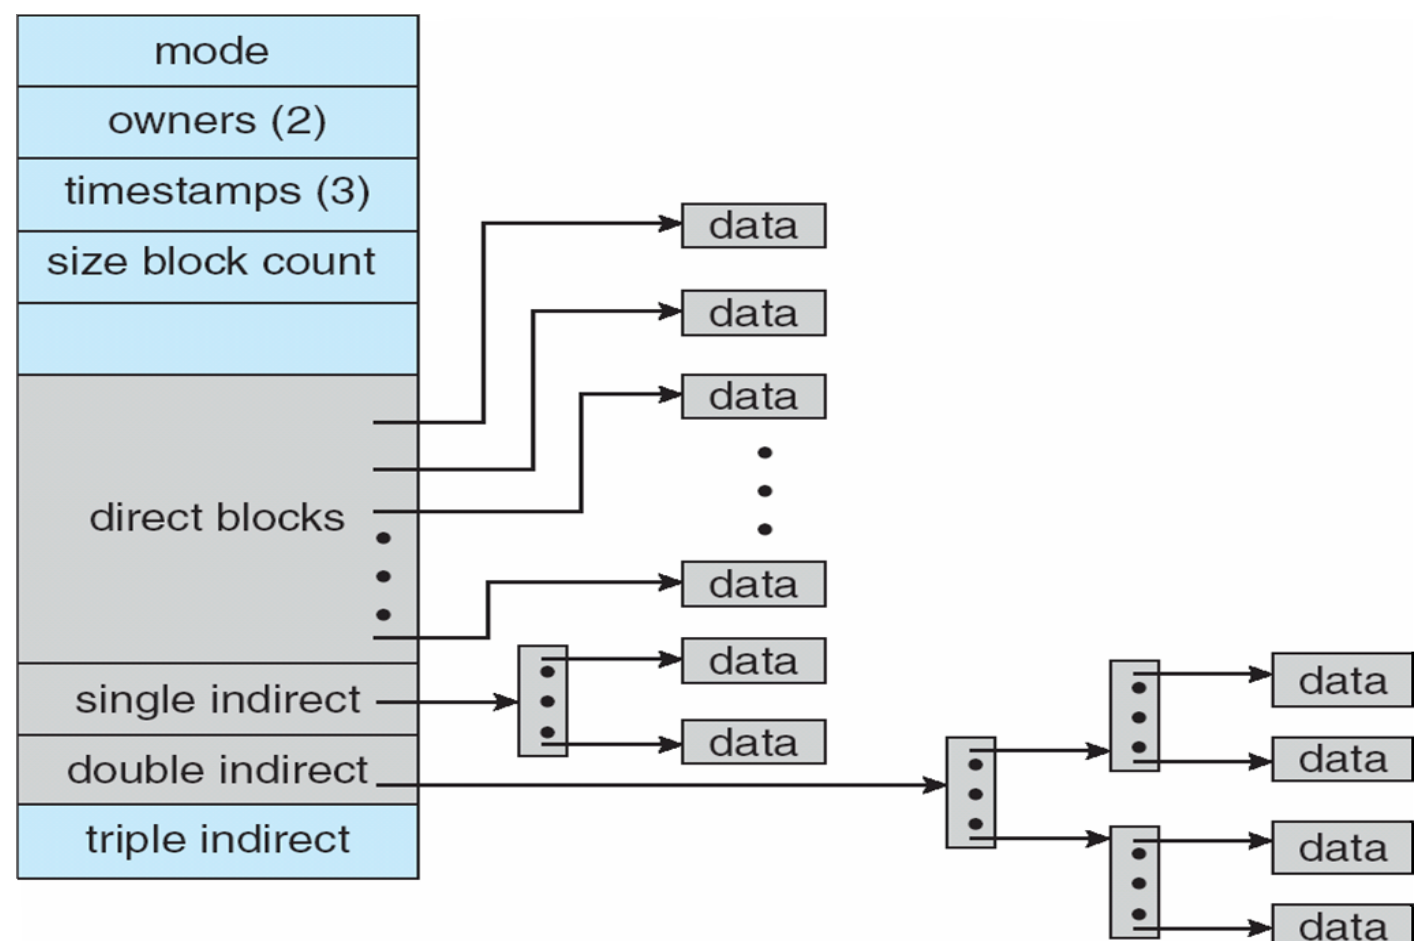 mode
owners (2)
timestamps (3)
size block count
direct blocks
single indirect
double indirect
triple indirect
data
data
data
data
data
data
data
data
data
data